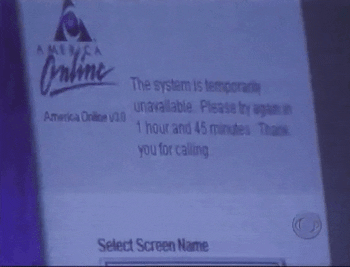 AMERICA
Online
America Online v3.0
The system is temporarily
unavailable. Please try again in
1 hour and 45 minutes. Thank
you for calling.
Select Screen Name